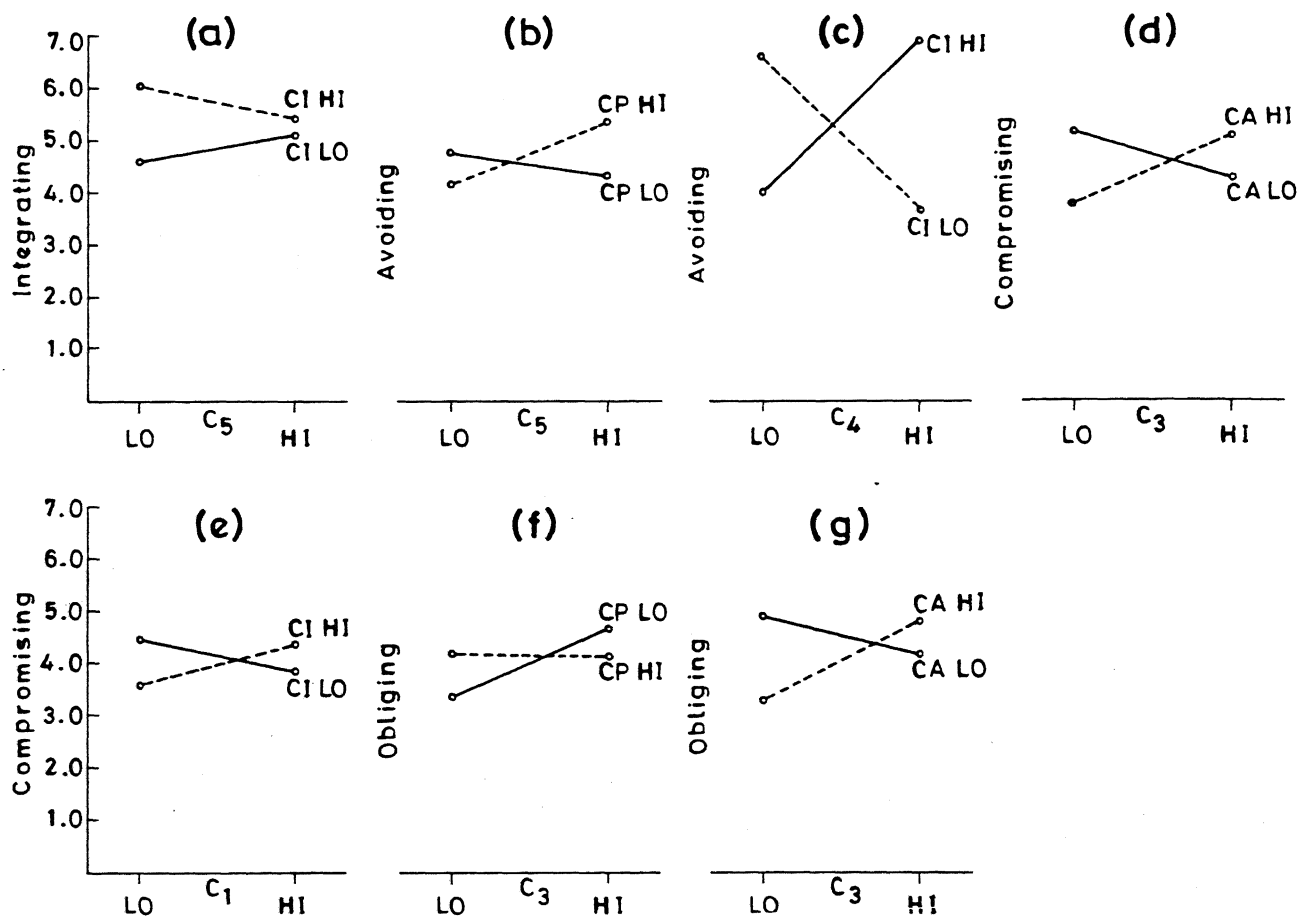 (a)
7.0
6.0
5.0
4.0
3.0
2.0
1.0
Integrating
CI HI
CI LO
LO
C5
HI
(b)
Avoiding
CP HI
CP LO
LO
C5
HI
(c)
Avoiding
CI HI
CI LO
LO
C4
HI
(d)
Compromising
CA HI
CA LO
LO
C3
HI
(e)
7.0
6.0
5.0
4.0
3.0
2.0
1.0
Compromising
CI HI
CI LO
LO
C1
HI
(f)
Obliging
CP LO
CP HI
LO
C3
HI
(g)
Obliging
CA HI
CA LO
LO
C3
HI